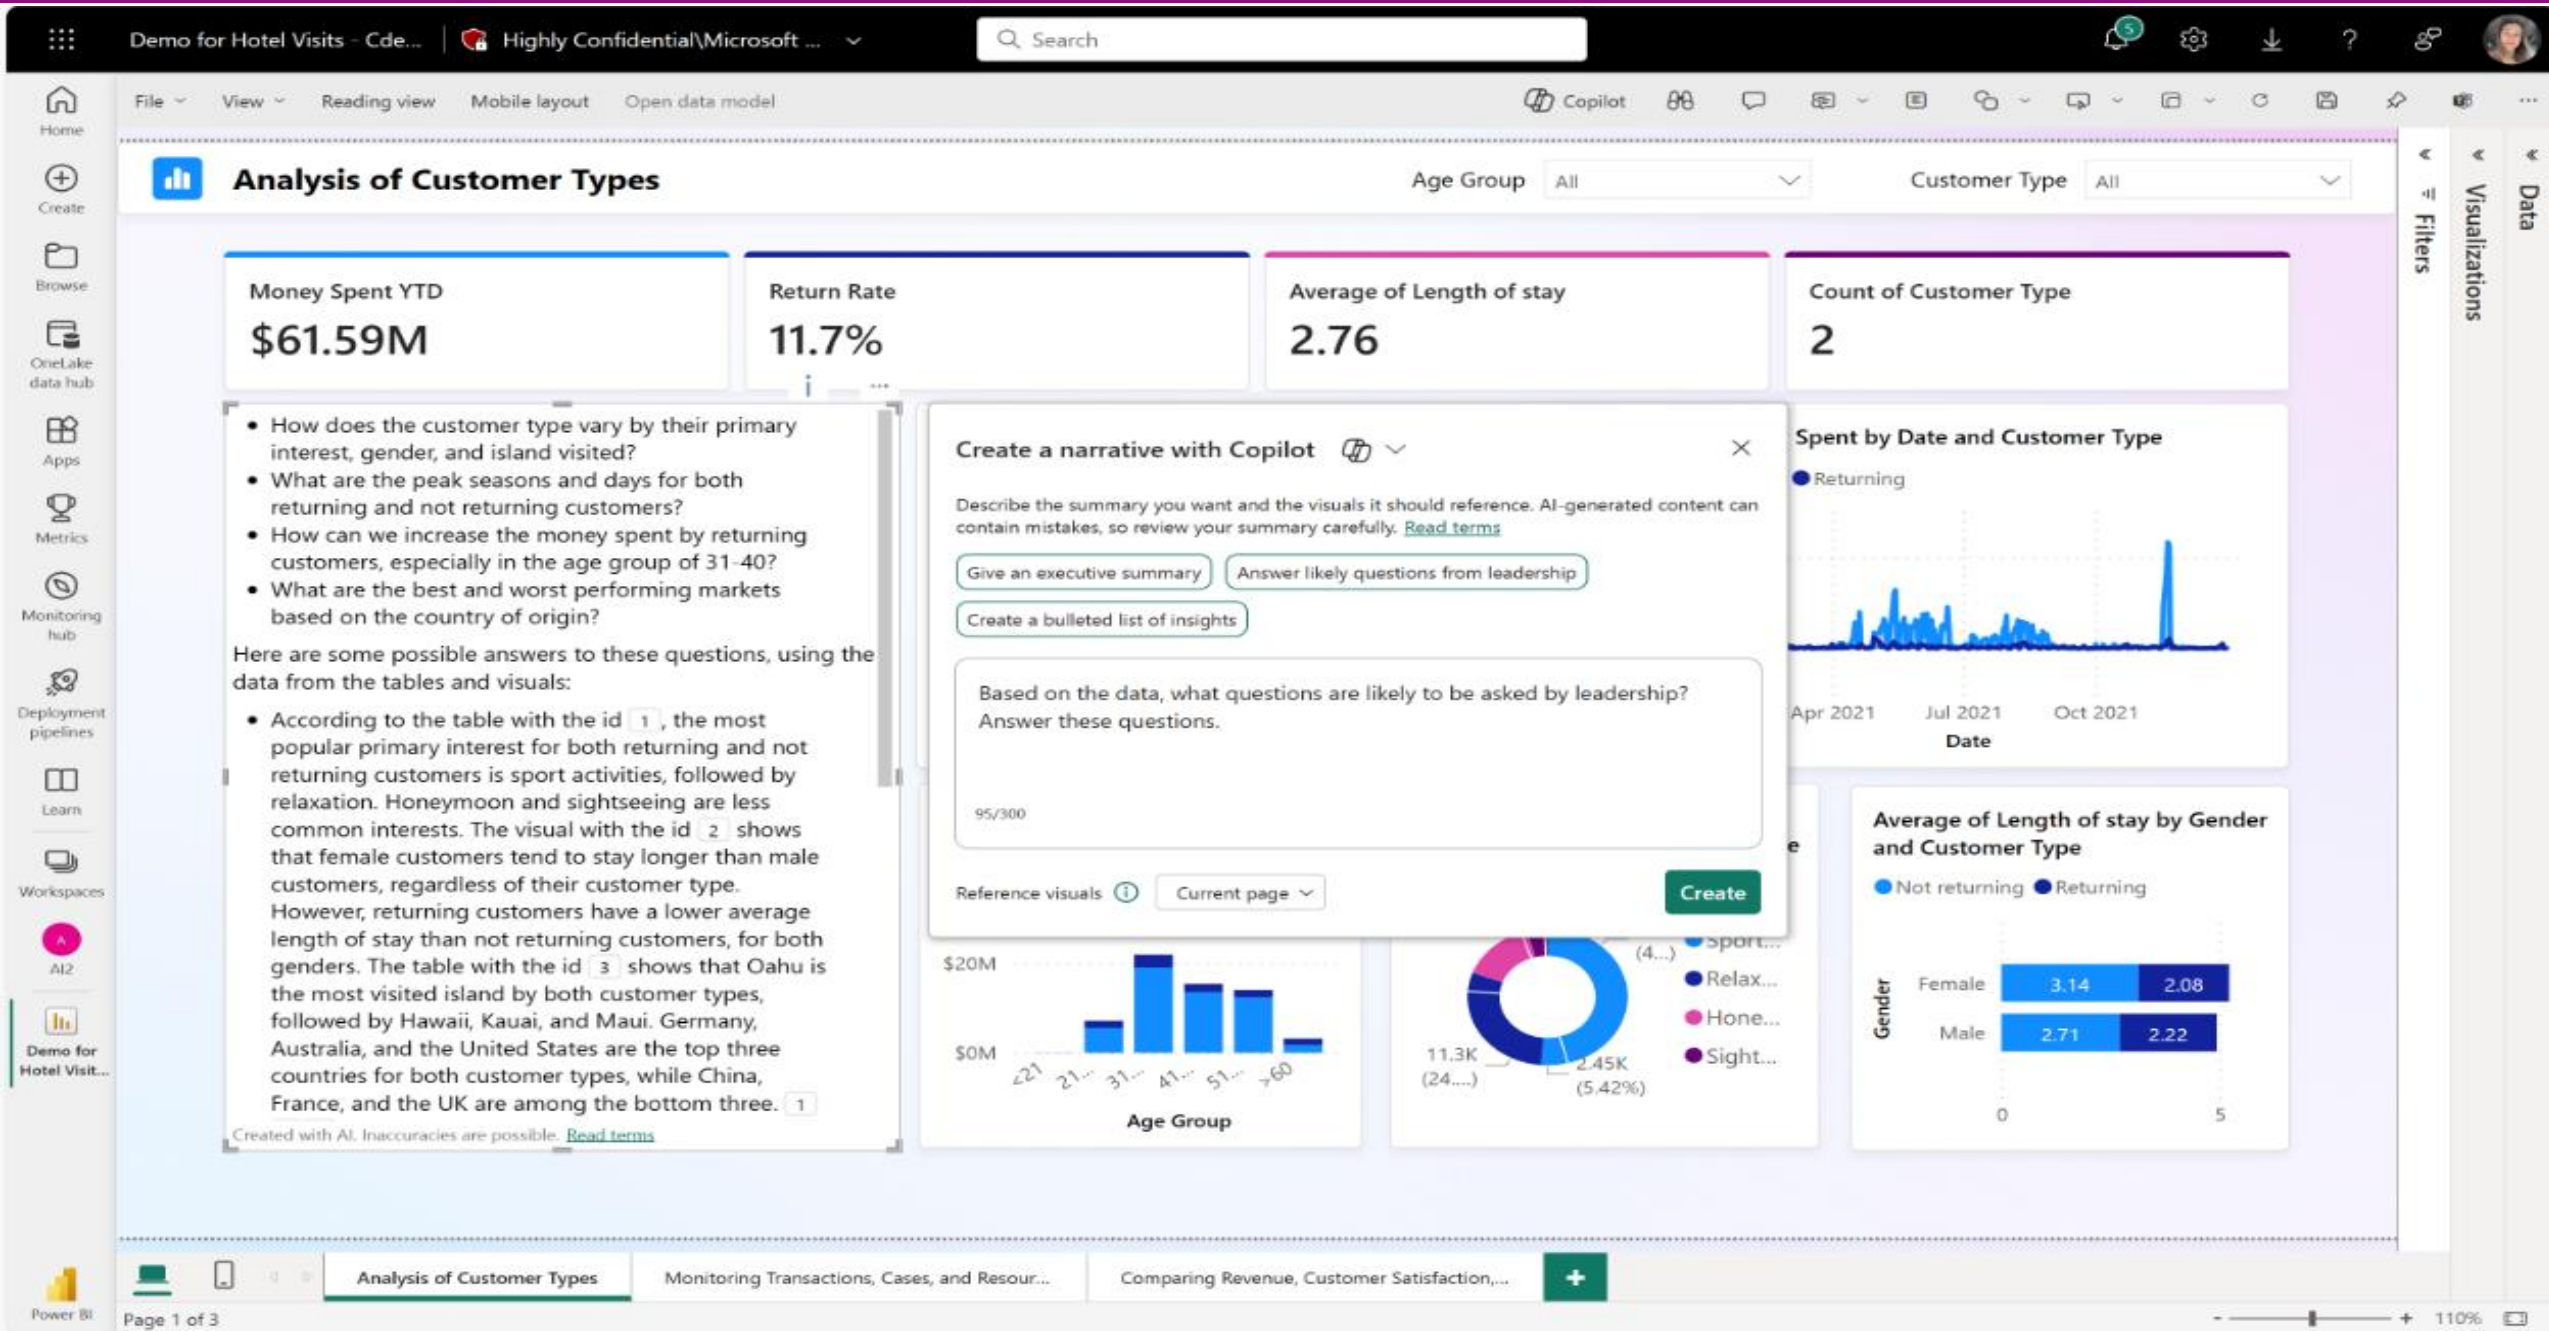 Demo for Hotel Visits - Cde...
Highly Confidential\Microsoft ...
Search
5
Home
Create
Browse
OneLake
data hub
Apps
Metrics
Monitoring
hub
Deployment
pipelines
Learn
Workspaces
A
AI2
Demo for
Hotel Visit...
Power BI
File
View
Reading view
Mobile layout
Open data model
Copilot
...
Analysis of Customer Types
Age Group
All
Customer Type
All
Filters
Visualizations
Data
Money Spent YTD
$61.59M
Return Rate
11.7%
Average of Length of stay
2.76
Count of Customer Type
2
• How does the customer type vary by their primary
interest, gender, and island visited?
• What are the peak seasons and days for both
returning and not returning customers?
• How can we increase the money spent by returning
customers, especially in the age group of 31-40?
• What are the best and worst performing markets
based on the country of origin?
Here are some possible answers to these questions, using the
data from the tables and visuals:
• According to the table with the id 1 , the most
popular primary interest for both returning and not
returning customers is sport activities, followed by
relaxation. Honeymoon and sightseeing are less
common interests. The visual with the id 2 shows
that female customers tend to stay longer than male
customers, regardless of their customer type.
However, returning customers have a lower average
length of stay than not returning customers, for both
genders. The table with the id 3 shows that Oahu is
the most visited island by both customer types,
followed by Hawaii, Kauai, and Maui. Germany,
Australia, and the United States are the top three
countries for both customer types, while China,
France, and the UK are among the bottom three. 1
Created with AI. Inaccuracies are possible. Read terms
Create a narrative with Copilot
Describe the summary you want and the visuals it should reference. AI-generated content can
contain mistakes, so review your summary carefully. Read terms
Give an executive summary
Answer likely questions from leadership
Create a bulleted list of insights
Based on the data, what questions are likely to be asked by leadership?
Answer these questions.
95/300
Reference visuals
Current page
Create
Spent by Date and Customer Type
Returning
Apr 2021
Jul 2021
Oct 2021
Date
$20M
$0M
<21
21...
31...
41...
51...
>60
Age Group
e
(4...)
11.3K
(24....)
2.45K
(5.42%)
Sport...
Relax...
Hone...
Sight...
Average of Length of stay by Gender
and Customer Type
Not returning
Returning
Gender
Female
3.14
2.08
Male
2.71
2.22
0
5
Analysis of Customer Types
Monitoring Transactions, Cases, and Resour...
Comparing Revenue, Customer Satisfaction,...
+
Page 1 of 3
-
+
110%